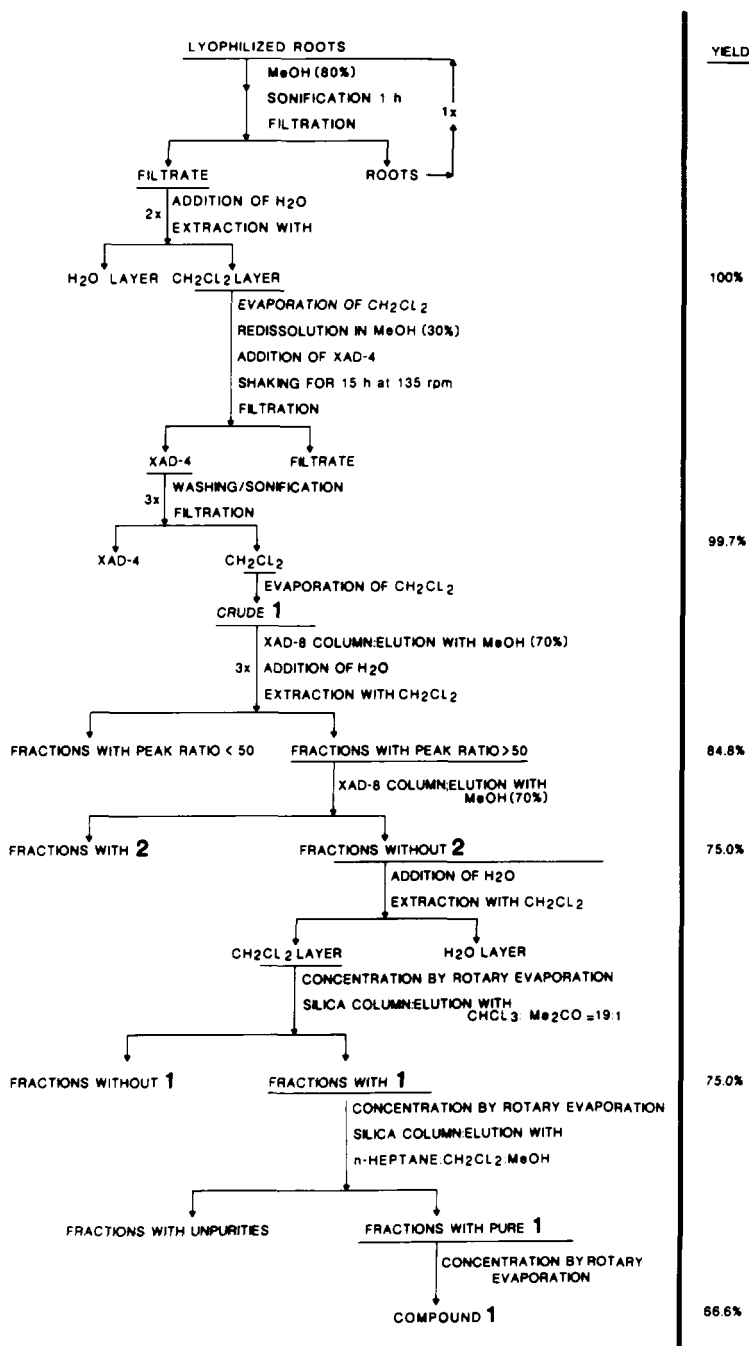 LYOPHILIZED ROOTS
YIELD
MeOH (80%)
SONIFICATION 1 h
1x
FILTRATION
FILTRATE
ROOTS
2x
ADDITION OF H2O
EXTRACTION WITH
H2O LAYER
CH2CL2 LAYER
100%
EVAPORATION OF CH2CL2
REDISSOLUTION IN MeOH (30%)
ADDITION OF XAD-4
SHAKING FOR 15 h at 135 rpm
FILTRATION
XAD-4
FILTRATE
3x
WASHING/SONIFICATION
FILTRATION
99.7%
XAD-4
CH2CL2
EVAPORATION OF CH2CL2
CRUDE 1
XAD-8 COLUMN:ELUTION WITH MeOH (70%)
3x
ADDITION OF H2O
EXTRACTION WITH CH2CL2
FRACTIONS WITH PEAK RATIO < 50
FRACTIONS WITH PEAK RATIO > 50
84.8%
XAD-8 COLUMN:ELUTION WITH
MeOH (70%)
FRACTIONS WITH 2
FRACTIONS WITHOUT 2
75.0%
ADDITION OF H2O
EXTRACTION WITH CH2CL2
CH2CL2 LAYER
H2O LAYER
CONCENTRATION BY ROTARY EVAPORATION
SILICA COLUMN:ELUTION WITH
CHCL3: Me2CO = 19:1
FRACTIONS WITHOUT 1
FRACTIONS WITH 1
75.0%
CONCENTRATION BY ROTARY EVAPORATION
SILICA COLUMN:ELUTION WITH
n-HEPTANE:CH2CL2:MeOH
FRACTIONS WITH UNPURITIES
FRACTIONS WITH PURE 1
CONCENTRATION BY ROTARY
EVAPORATION
COMPOUND 1
66.6%